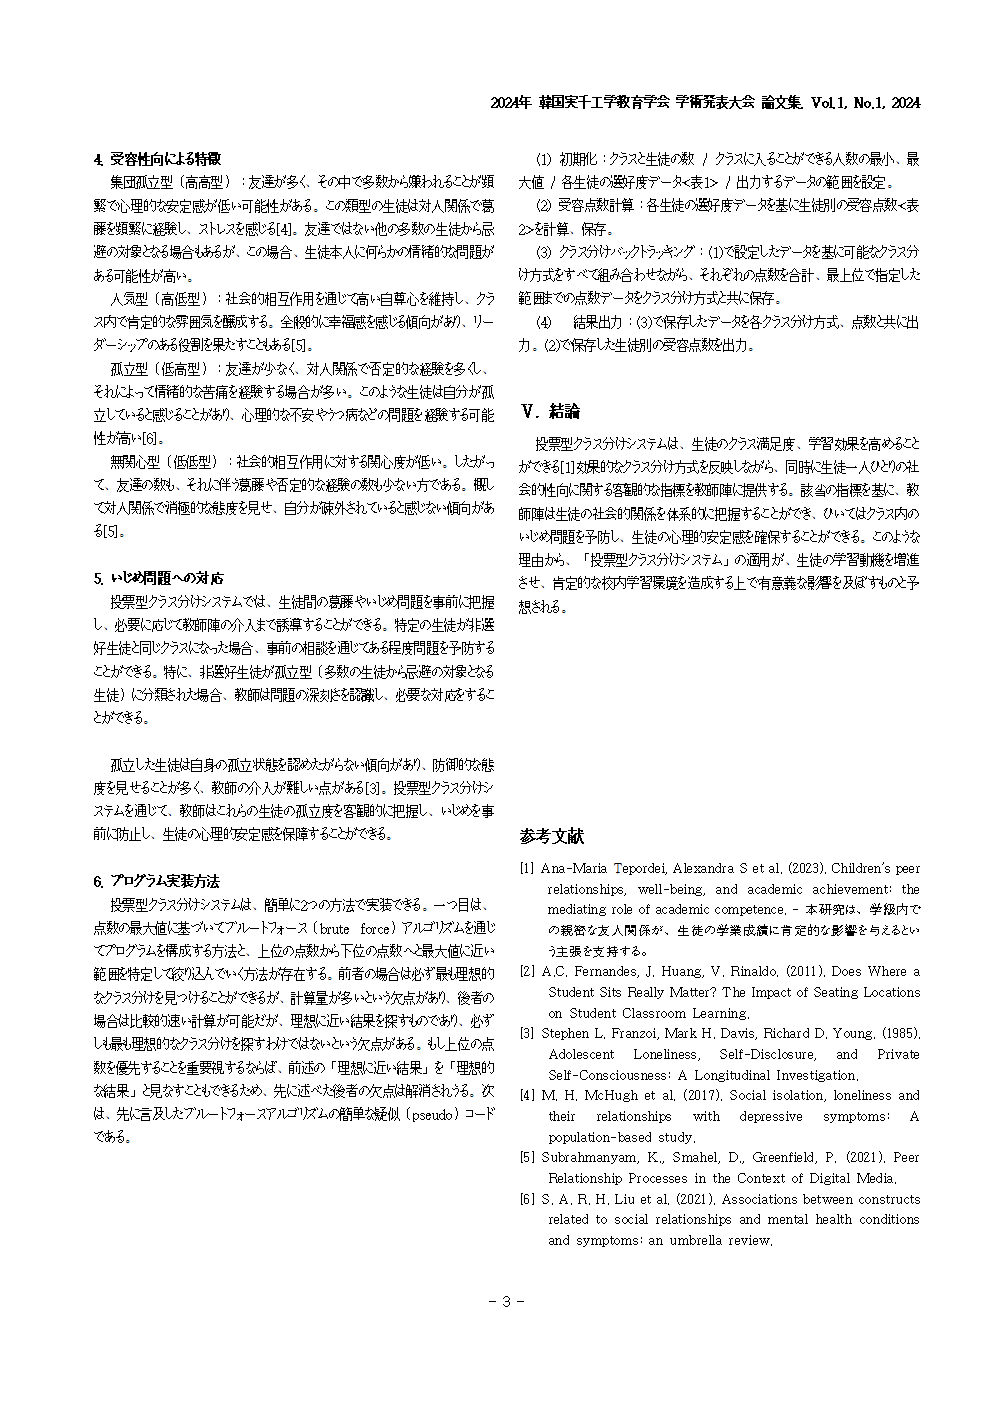 2024年 韓国実千工学教育学会 学術発表大会 論文集. Vol.1, No.1, 2024
4. 受容性向による特徴
集団孤立型（高高型）：友達が多く、その中で多数から嫌われることが頻
繁で心理的な安定感が低い可能性がある。この類型の生徒は対人関係で葛
藤を頻繁に経験し、ストレスを感じる[4]。友達ではない他の多数の生徒から忌
避の対象となる場合もあるが、この場合、生徒本人に何らかの情緒的な問題が
ある可能性が高い。
人気型（高低型）：社会的相互作用を通じて高い自尊心を維持し、クラ
ス内で肯定的な雰囲気を醸成する。全般的に幸福感を感じる傾向があり、リー
ダーシップのある役割を果たすこともある[5]。
孤立型（低高型）：友達が少なく、対人関係で否定的な経験を多くし、
それによって情緒的な苦痛を経験する場合が多い。このような生徒は自分が孤
立していると感じることがあり、心理的な不安やうつ病などの問題を経験する可能
性が高い[6]。
無関心型（低低型）：社会的相互作用に対する関心度が低い。したがっ
て、友達の数も、それに伴う葛藤や否定的な経験の数も少ない方である。概し
て対人関係で消極的な態度を見せ、自分が疎外されていると感じない傾向があ
る[5]。
5. いじめ問題への対応
投票型クラス分けシステムでは、生徒間の葛藤やいじめ問題を事前に把握
し、必要に応じて教師陣の介入まで誘導することができる。特定の生徒が非選
好生徒と同じクラスになった場合、事前の相談を通じてある程度問題を予防する
ことができる。特に、非選好生徒が孤立型（多数の生徒から忌避の対象となる
生徒）に分類された場合、教師は問題の深刻さを認識し、必要な対応をするこ
とができる。
孤立した生徒は自身の孤立状態を認めたがらない傾向があり、防御的な態
度を見せることが多く、教師の介入が難しい点がある[3]。投票型クラス分けシ
ステムを通じて、教師はこれらの生徒の孤立度を客観的に把握し、いじめを事
前に防止し、生徒の心理的安定感を保障することができる。
6. プログラム実装方法
投票型クラス分けシステムは、簡単に2つの方法で実装できる。一つ目は、
点数の最大値に基づいてブルートフォース（brute force）アルゴリズムを通じ
てプログラムを構成する方法と、上位の点数から下位の点数へと最大値に近い
範囲を特定して絞り込んでいく方法が存在する。前者の場合は必ず最も理想的
なクラス分けを見つけることができるが、計算量が多いという欠点があり、後者の
場合は比較的速い計算が可能だが、理想に近い結果を探すものであり、必ず
しも最も理想的なクラス分けを探すわけではないという欠点がある。もし上位の点
数を優先することを重要視するならば、前述の「理想に近い結果」を「理想的
な結果」と見なすこともできるため、先に述べた後者の欠点は解消されうる。次
は、先に言及したブルートフォースアルゴリズムの簡単な疑似（pseudo）コード
である。
(1) 初期化：クラスと生徒の数 / クラスに入ることができる人数の最小、最
大値 / 各生徒の選好度データ<表1> / 出力するデータの範囲を設定。
(2) 受容点数計算：各生徒の選好度データを基に生徒別の受容点数<表
2>を計算、保存。
(3) クラス分けバックトラッキング：(1)で設定したデータを基に可能なクラス分
け方式をすべて組み合わせながら、それぞれの点数を合計、最上位で指定した
範囲までの点数データをクラス分け方式と共に保存。
(4) 結果出力：(3)で保存したデータを各クラス分け方式、点数と共に出
力。(2)で保存した生徒別の受容点数を出力。
Ⅴ. 結論
投票型クラス分けシステムは、生徒のクラス満足度、学習効果を高めること
ができる[1]効果的なクラス分け方式を反映しながら、同時に生徒一人ひとりの社
会的性向に関する客観的な指標を教師陣に提供する。該当の指標を基に、教
師陣は生徒の社会的関係を体系的に把握することができ、ひいてはクラス内の
いじめ問題を予防し、生徒の心理的安定感を確保することができる。このような
理由から、「投票型クラス分けシステム」の適用が、生徒の学習動機を増進
させ、肯定的な校内学習環境を造成する上で有意義な影響を及ぼすものと予
想される。
参考文献
[1] Ana-Maria Tepordei, Alexandra S et al. (2023). Children's peer
relationships, well-being, and academic achievement: the
mediating role of academic competence. - 本研究は、学級内で
の親密な友人関係が、生徒の学業成績に肯定的な影響を与えるとい
う主張を支持する。
[2] A.C. Fernandes, J. Huang, V. Rinaldo. (2011). Does Where a
Student Sits Really Matter? The Impact of Seating Locations
on Student Classroom Learning.
[3] Stephen L. Franzoi, Mark H. Davis, Richard D. Young. (1985).
Adolescent Loneliness, Self-Disclosure, and Private
Self-Consciousness: A Longitudinal Investigation.
[4] M. H. McHugh et al. (2017). Social isolation, loneliness and
their relationships with depressive symptoms: A
population-based study.
[5] Subrahmanyam, K., Smahel, D., Greenfield, P. (2021). Peer
Relationship Processes in the Context of Digital Media.
[6] S. A. R. H. Liu et al. (2021). Associations between constructs
related to social relationships and mental health conditions
and symptoms: an umbrella review.
- 3 -